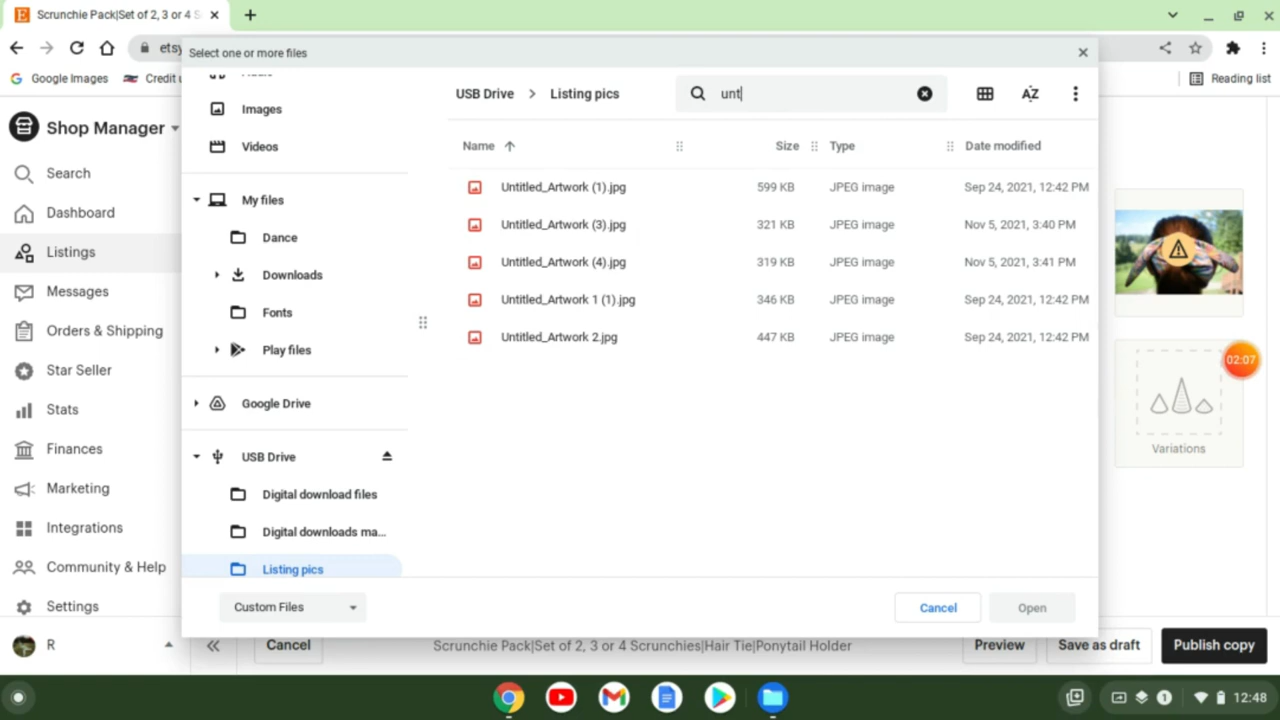 Scrunchie Pack|Set of 2, 3 or 4 S
etsy
Select one or more files
Google Images
Credit u
Reading list
Shop Manager
Search
Dashboard
Listings
Messages
Orders & Shipping
Star Seller
Stats
Finances
Marketing
Integrations
Community & Help
Settings
R
Images
Videos
My files
Dance
Downloads
Fonts
Play files
Google Drive
USB Drive
Digital download files
Digital downloads ma...
Listing pics
USB Drive > Listing pics
unt
AZ
Name Size Type Date modified
Untitled_Artwork (1).jpg 599 KB JPEG image Sep 24, 2021, 12:42 PM
Untitled_Artwork (3).jpg 321 KB JPEG image Nov 5, 2021, 3:40 PM
Untitled_Artwork (4).jpg 319 KB JPEG image Nov 5, 2021, 3:41 PM
Untitled_Artwork 1 (1).jpg 346 KB JPEG image Sep 24, 2021, 12:42 PM
Untitled_Artwork 2.jpg 447 KB JPEG image Sep 24, 2021, 12:42 PM
Custom Files
Cancel Open
02:07
Variations
Cancel
Scrunchie Pack|Set of 2, 3 or 4 Scrunchies|Hair Tie|Ponytail Holder
Preview Save as draft Publish copy
1 12:48